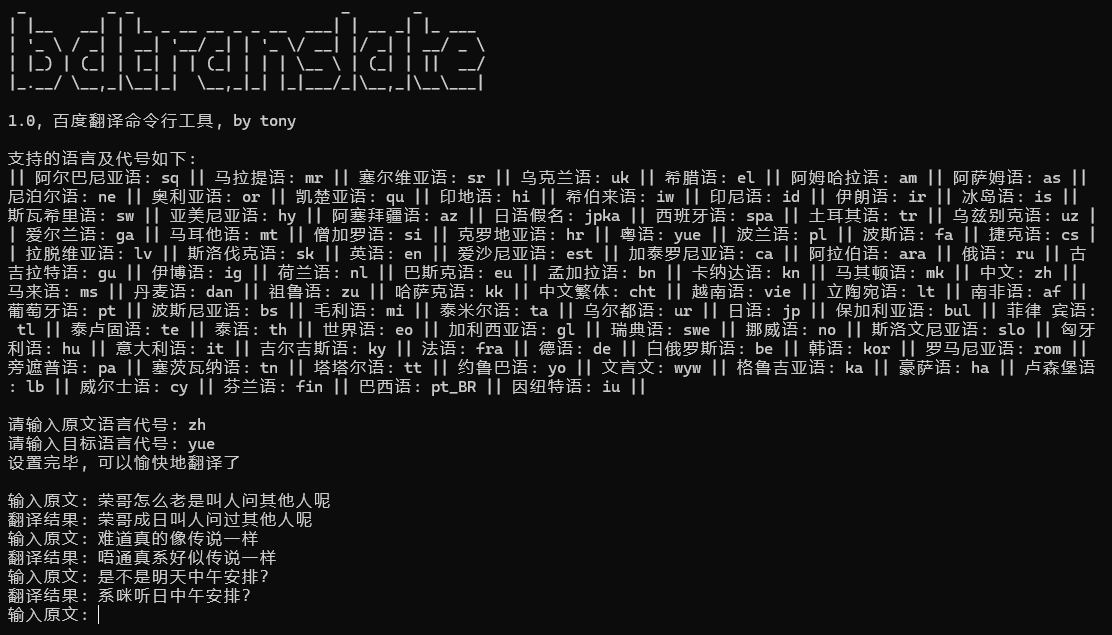 bdtranslate
1.0, 百度翻译命令行工具, by tony
支持的语言及代号如下:
|| 阿尔巴尼亚语: sq || 马拉提语: mr || 塞尔维亚语: sr || 乌克兰语: uk || 希腊语: el || 阿姆哈拉语: am || 阿萨姆语: as ||
尼泊尔语: ne || 奥利亚语: or || 凯楚亚语: qu || 印地语: hi || 希伯来语: iw || 印尼语: id || 伊朗语: ir || 冰岛语: is ||
斯瓦希里语: sw || 亚美尼亚语: hy || 阿塞拜疆语: az || 日语假名: jpka || 西班牙语: spa || 土耳其语: tr || 乌兹别克语: uz |
| 爱尔兰语: ga || 马耳他语: mt || 僧加罗语: si || 克罗地亚语: hr || 粤语: yue || 波兰语: pl || 波斯语: fa || 捷克语: cs |
| 拉脱维亚语: lv || 斯洛伐克语: sk || 英语: en || 爱沙尼亚语: est || 加泰罗尼亚语: ca || 阿拉伯语: ara || 俄语: ru || 古
吉拉特语: gu || 伊博语: ig || 荷兰语: nl || 巴斯克语: eu || 孟加拉语: bn || 卡纳达语: kn || 马其顿语: mk || 中文: zh ||
马来语: ms || 丹麦语: dan || 祖鲁语: zu || 哈萨克语: kk || 中文繁体: cht || 越南语: vie || 立陶宛语: lt || 南非语: af ||
葡萄牙语: pt || 波斯尼亚语: bs || 毛利语: mi || 泰米尔语: ta || 乌尔都语: ur || 日语: jp || 保加利亚语: bul || 菲律 宾语:
tl || 泰卢固语: te || 泰语: th || 世界语: eo || 加利西亚语: gl || 瑞典语: swe || 挪威语: no || 斯洛文尼亚语: slo || 匈牙
利语: hu || 意大利语: it || 吉尔吉斯语: ky || 法语: fra || 德语: de || 白俄罗斯语: be || 韩语: kor || 罗马尼亚语: rom ||
旁遮普语: pa || 塞茨瓦纳语: tn || 塔塔尔语: tt || 约鲁巴语: yo || 文言文: wyw || 格鲁吉亚语: ka || 豪萨语: ha || 卢森堡语
: lb || 威尔士语: cy || 芬兰语: fin || 巴西语: pt_BR || 因纽特语: iu ||
请输入原文语言代号: zh
请输入目标语言代号: yue
设置完毕, 可以愉快地翻译了
输入原文: 荣哥怎么老是叫人问其他人呢
翻译结果: 荣哥成日叫人问过其他人呢
输入原文: 难道真的像传说一样
翻译结果: 唔通真系好似传说一样
输入原文: 是不是明天中午安排?
翻译结果: 系咪听日中午安排?
输入原文: